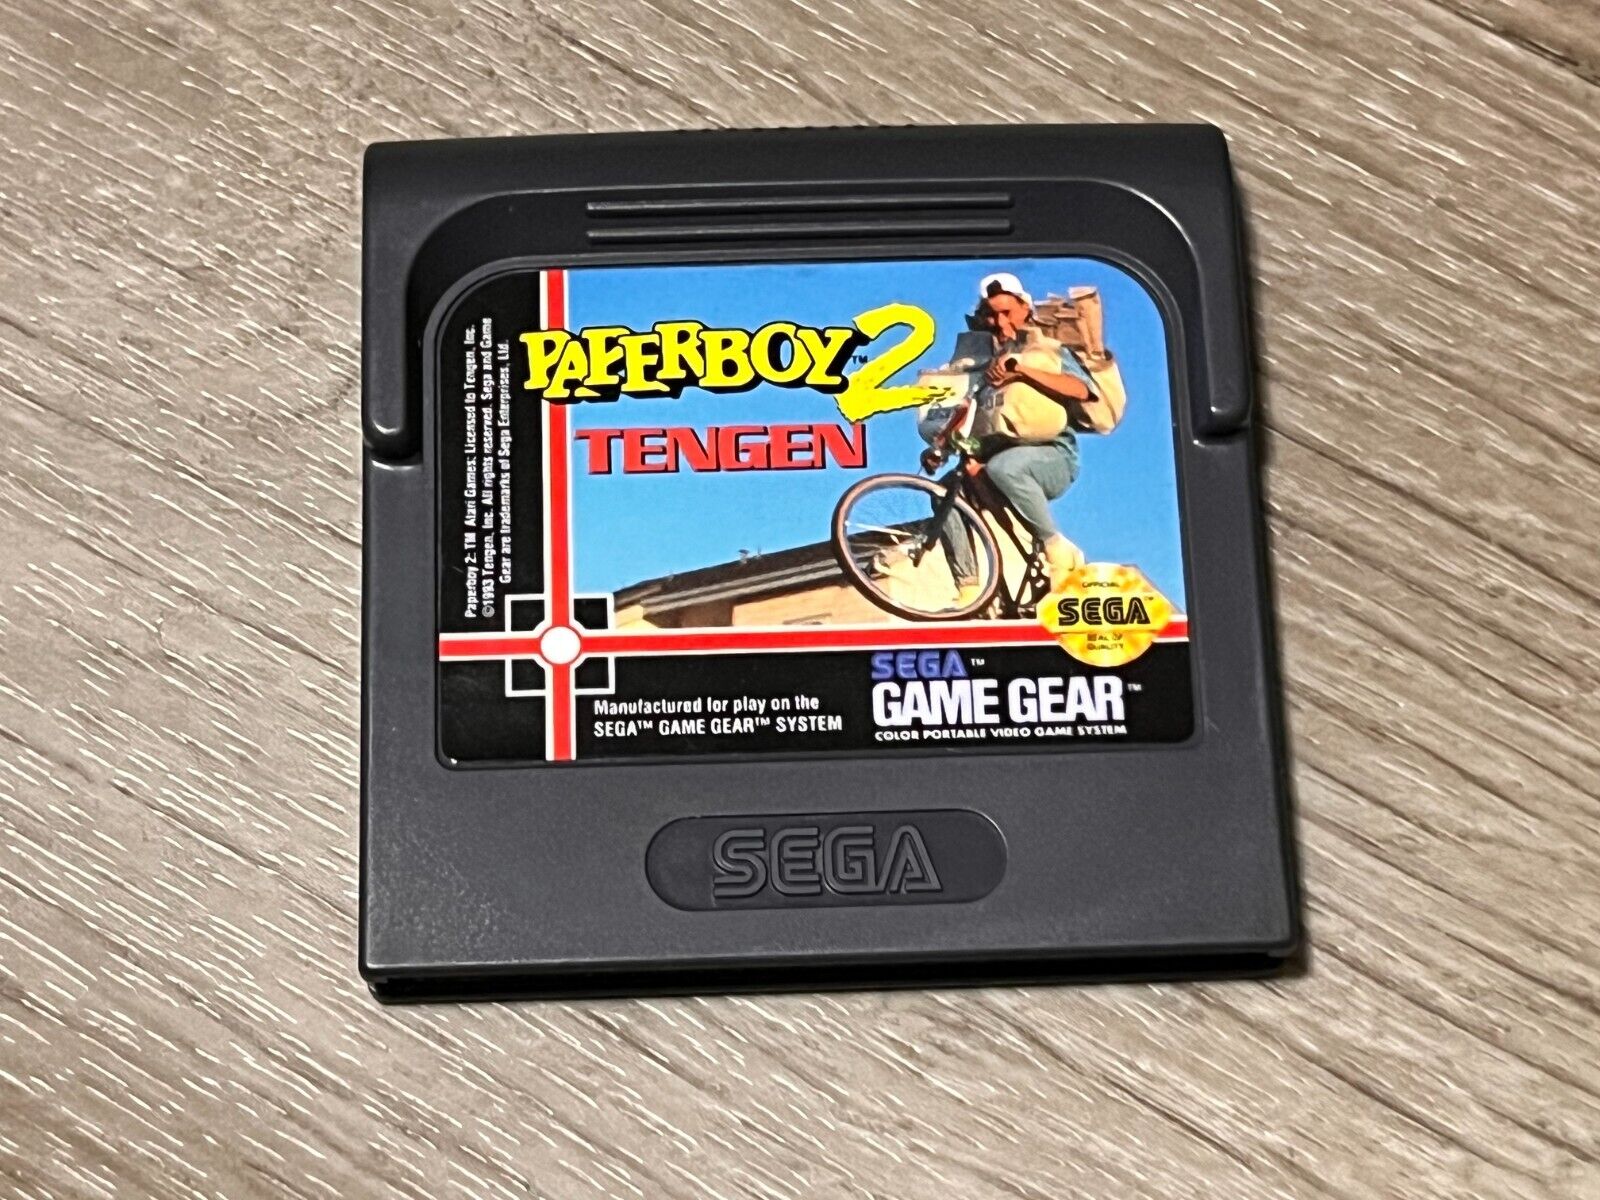 Paperboy 2: TM Atari Games; Licensed to Tengen, Inc.
©1993 Tengen, Inc. All rights reserved. Sega and Game
Gear are trademarks of Sega Enterprises, Ltd.
PAPERBOY™ 2
TENGEN
OFFICIAL
SEGA™
SEAL OF
QUALITY
SEGA™
GAME GEAR™
COLOR PORTABLE VIDEO GAME SYSTEM
Manufactured for play on the
SEGA™ GAME GEAR™ SYSTEM
SEGA